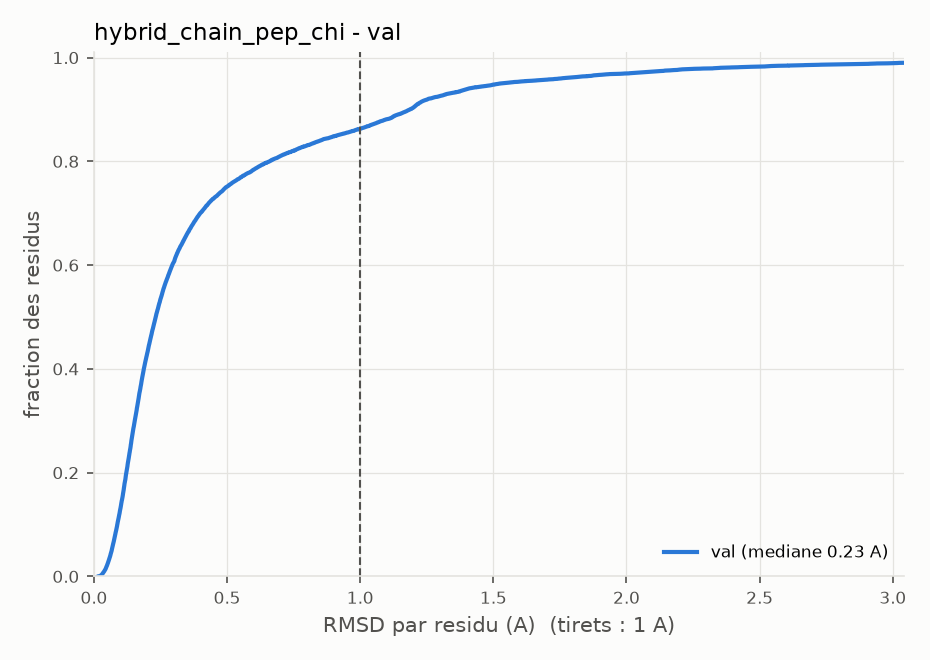 hybrid_chain_pep_chi - val
1.0
0.8
0.6
0.4
0.2
0.0
fraction des residus
0.0 0.5 1.0 1.5 2.0 2.5 3.0
RMSD par residu (A)  (tirets : 1 A)
val (mediane 0.23 A)